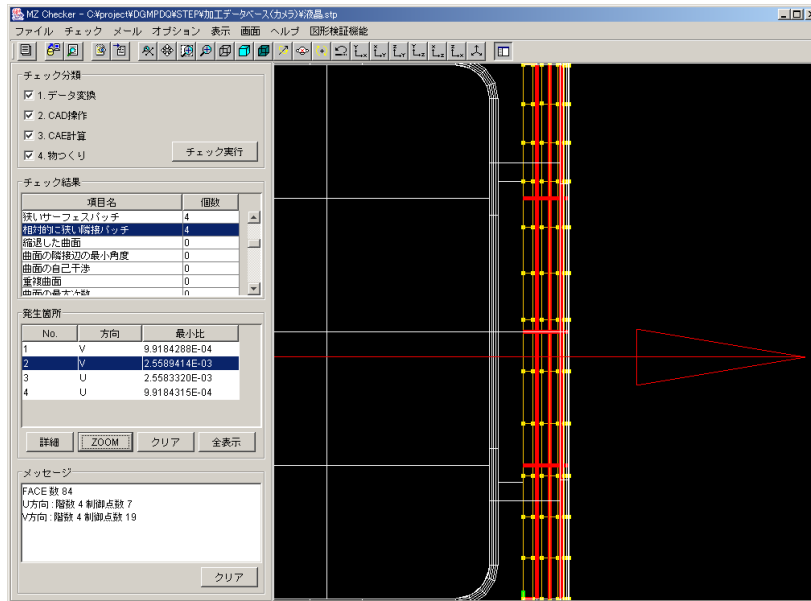 MZ Checker - C:¥project¥DGMPDQ¥STEP¥加工データベース(カメラ)¥液晶.stp
ファイル チェック メール オプション 表示 画面 ヘルプ 図形検証機能
チェック分類
1. データ変換
2. CAD操作
3. CAE計算
4. 物つくり
チェック実行
チェック結果
項目名 個数
狭いサーフェスパッチ 4
相対的に狭い隣接パッチ 4
縮退した曲面 0
曲面の隣接辺の最小角度 0
曲面の自己干渉 0
重複曲面 0
曲面の最大次数 0
発生箇所
No. 方向 最小比
1 V 9.9184288E-04
2 V 2.5589414E-03
3 U 2.5583320E-03
4 U 9.9184315E-04
詳細 ZOOM クリア 全表示
メッセージ
FACE 数 84
U方向 : 階数 4 制御点数 7
V方向 : 階数 4 制御点数 19
クリア